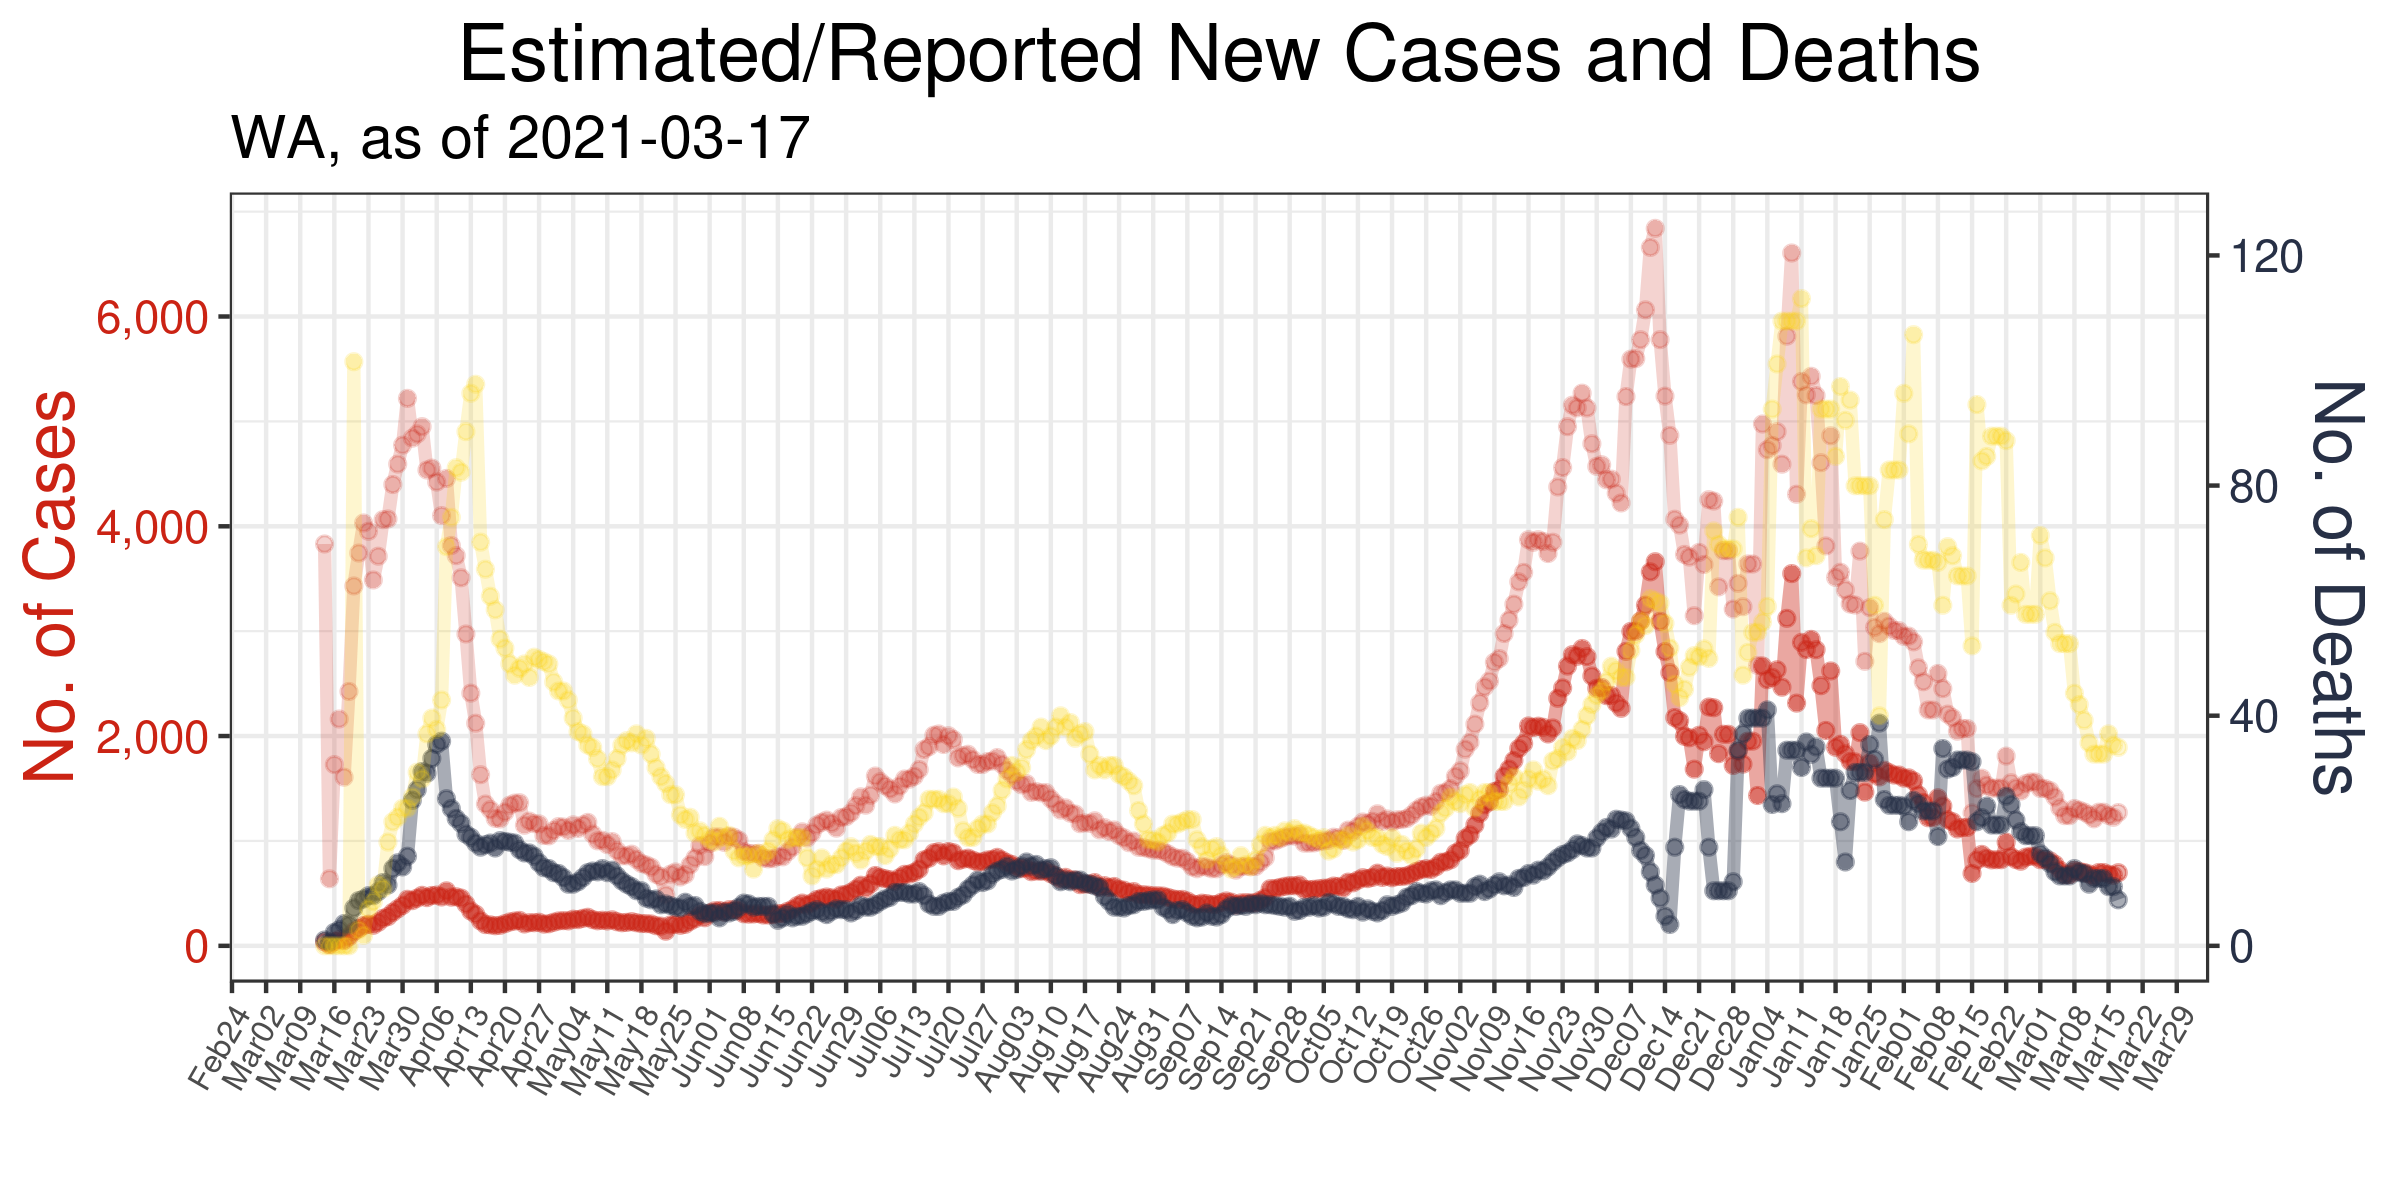 Estimated/Reported New Cases and Deaths
WA, as of 2021-03-17
No. of Cases
6,000
4,000
2,000
0
120
80
40
0
No. of Deaths
Feb24
Mar02
Mar09
Mar16
Mar23
Mar30
Apr06
Apr13
Apr20
Apr27
May04
May11
May18
May25
Jun01
Jun08
Jun15
Jun22
Jun29
Jul06
Jul13
Jul20
Jul27
Aug03
Aug10
Aug17
Aug24
Aug31
Sep07
Sep14
Sep21
Sep28
Oct05
Oct12
Oct19
Oct26
Nov02
Nov09
Nov16
Nov23
Nov30
Dec07
Dec14
Dec21
Dec28
Jan04
Jan11
Jan18
Jan25
Feb01
Feb08
Feb15
Feb22
Mar01
Mar08
Mar15
Mar22
Mar29